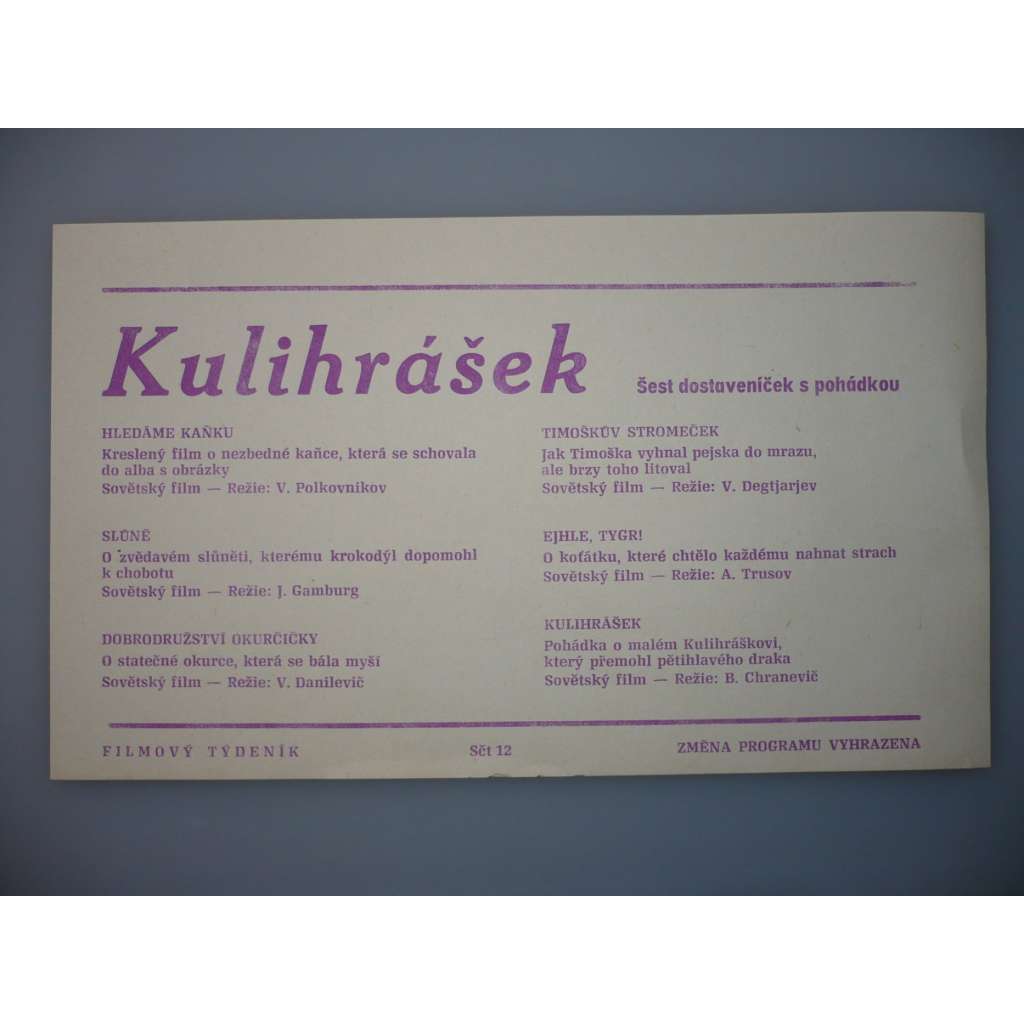 Kulihrášek
Šest dostaveníček s pohádkou
HLEDÁME KAŇKU
Kreslený film o nezbedné kaňce, která se schovala
do alba s obrázky
Sovětský film — Režie: V. Polkovnikov
SLŮNĚ
O zvědavém slůněti, kterému krokodýl dopomohl
k chobotu
Sovětský film — Režie: J. Gamburg
DOBRODRUŽSTVÍ OKURČIČKY
O statečné okurce, která se bála myší
Sovětský film — Režie: V. Danilevič
TIMOŠKŮV STROMEČEK
Jak Timoška vyhnal pejska do mrazu,
ale brzy toho litoval
Sovětský film — Režie: V. Degtjarjev
EJHLE, TYGR!
O koťátku, které chtělo každému nahnat strach
Sovětský film — Režie: A. Trusov
KULIHRÁŠEK
Pohádka o malém Kulihráškovi,
který přemohl pětihlavého draka
Sovětský film — Režie: B. Chranevič
FILMOVÝ TÝDENÍK
Sčt 12
ZMĚNA PROGRAMU VYHRAZENA